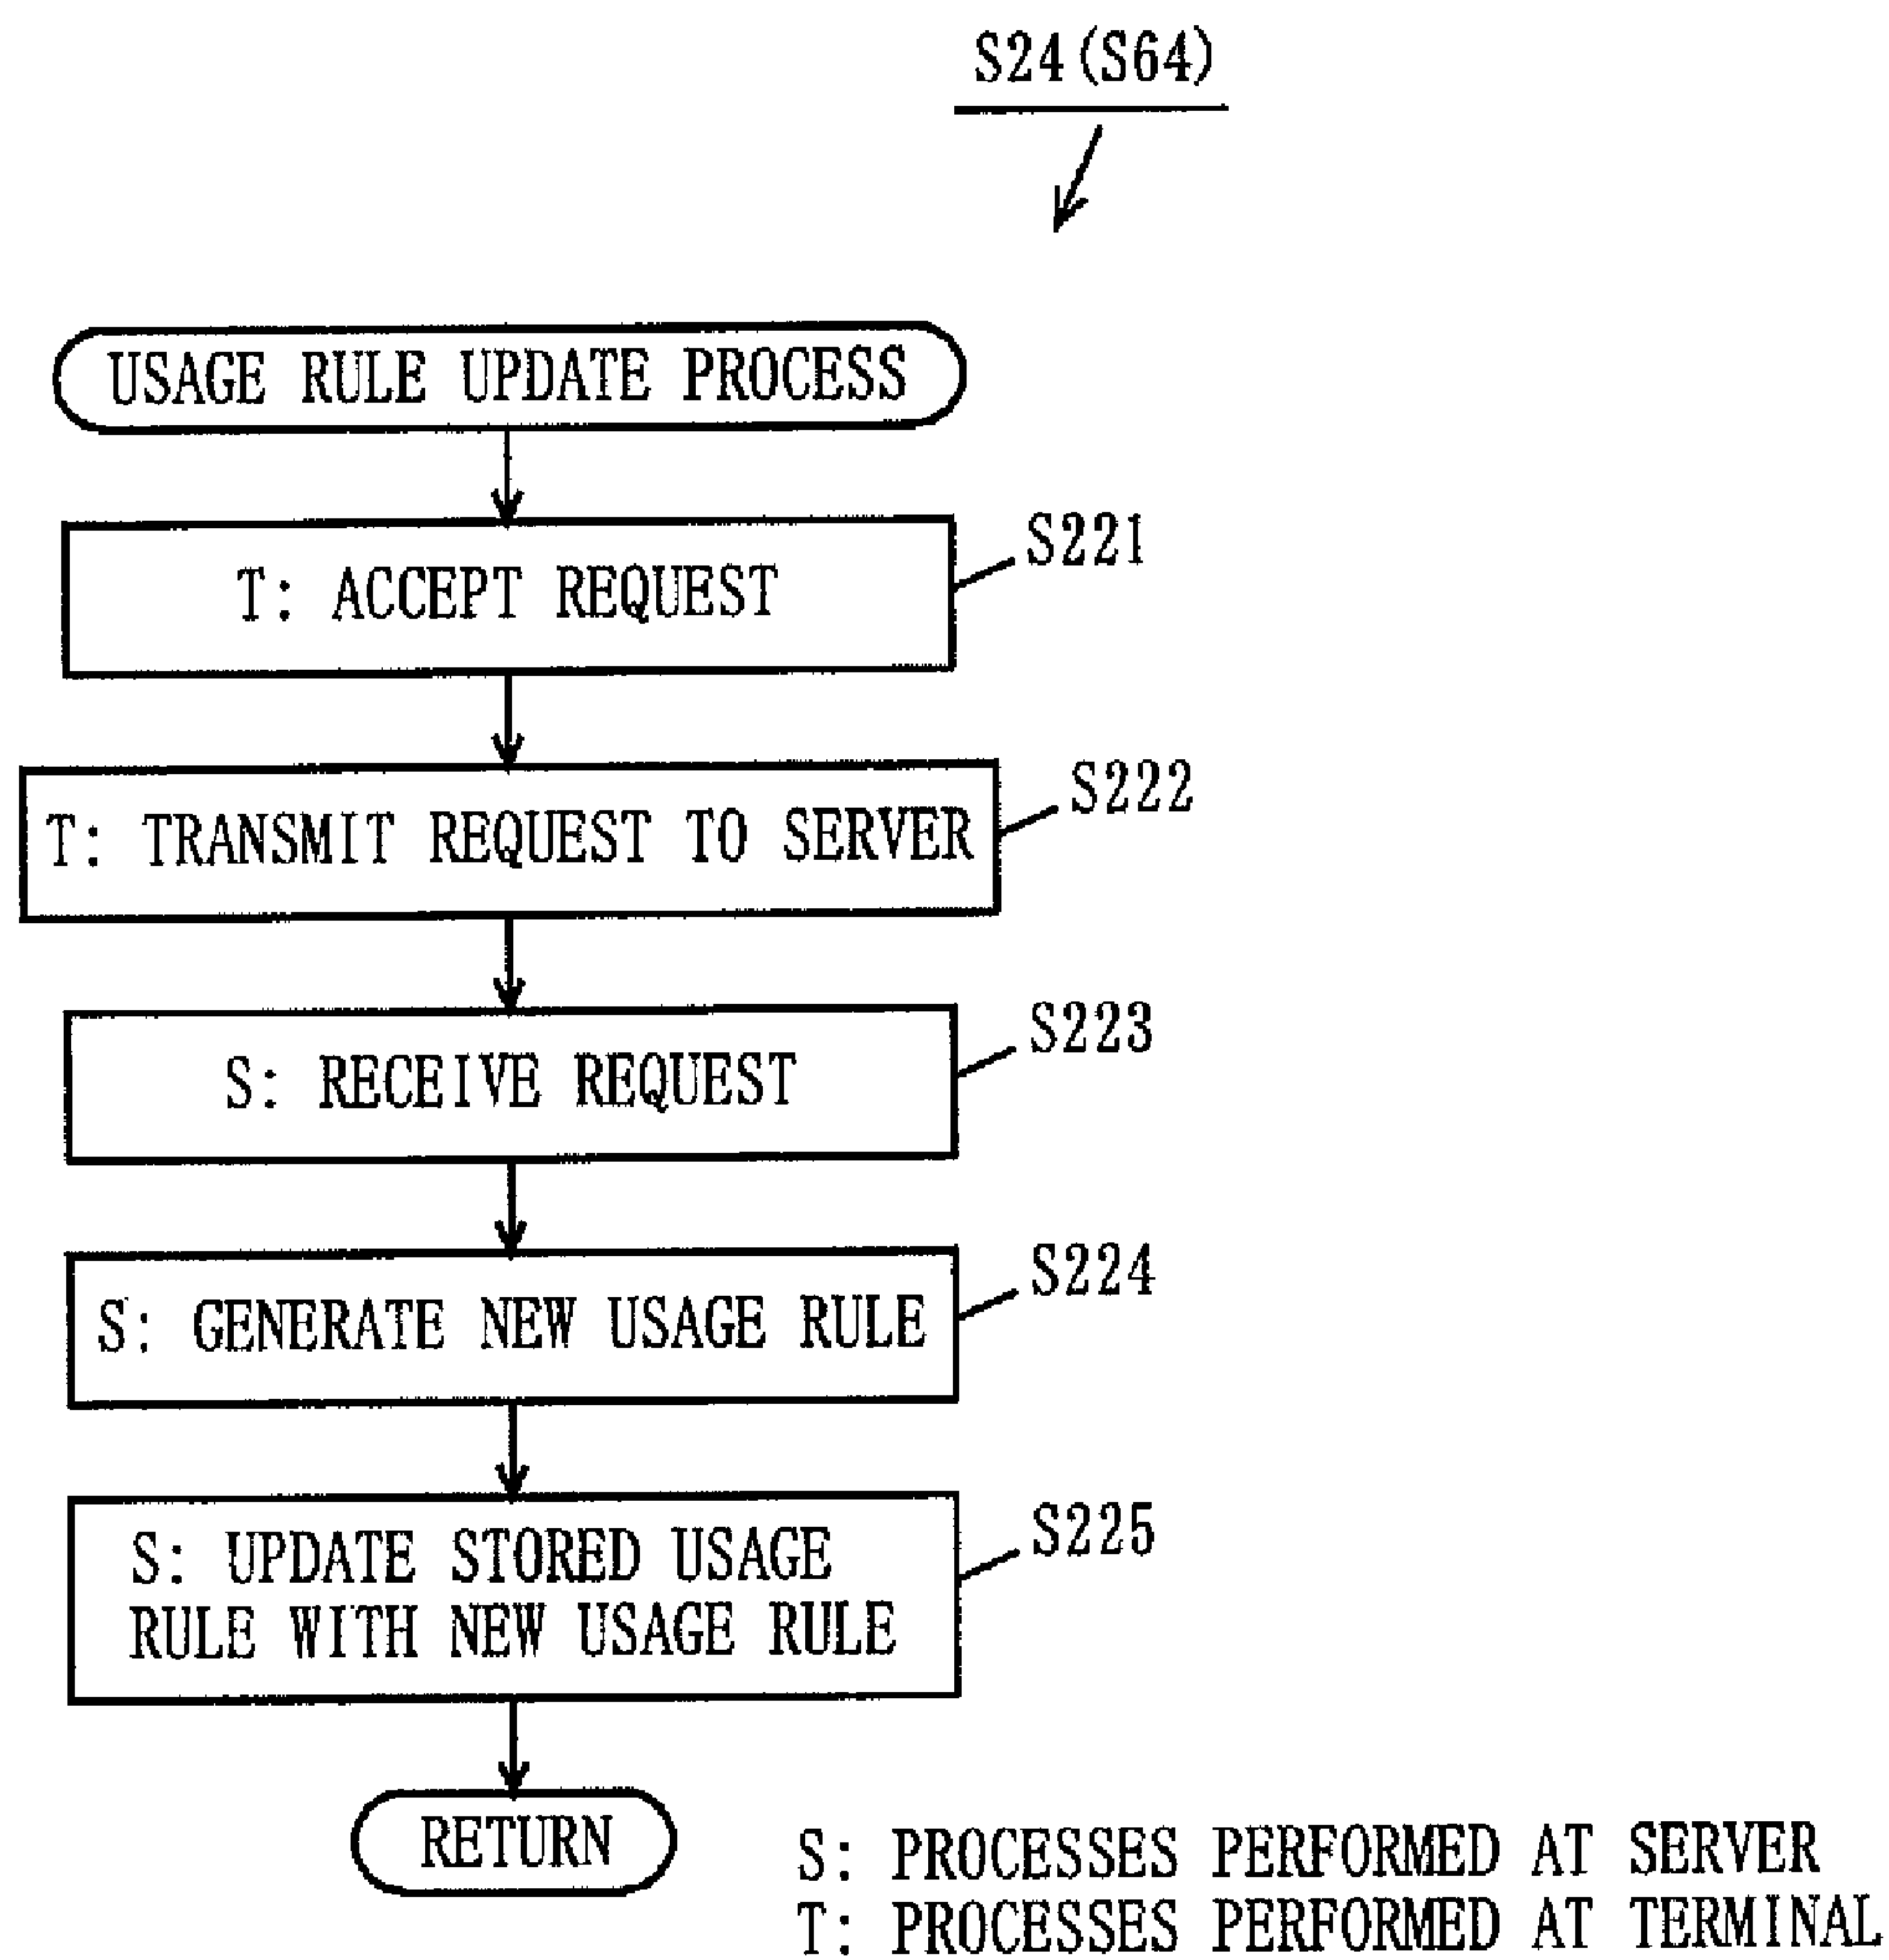 S24(S64)
USAGE RULE UPDATE PROCESS
T: ACCEPT REQUEST
S221
T: TRANSMIT REQUEST TO SERVER
S222
S: RECEIVE REQUEST
S223
S: GENERATE NEW USAGE RULE
S224
S: UPDATE STORED USAGE
RULE WITH NEW USAGE RULE
S225
RETURN
S: PROCESSES PERFORMED AT SERVER
T: PROCESSES PERFORMED AT TERMINAL